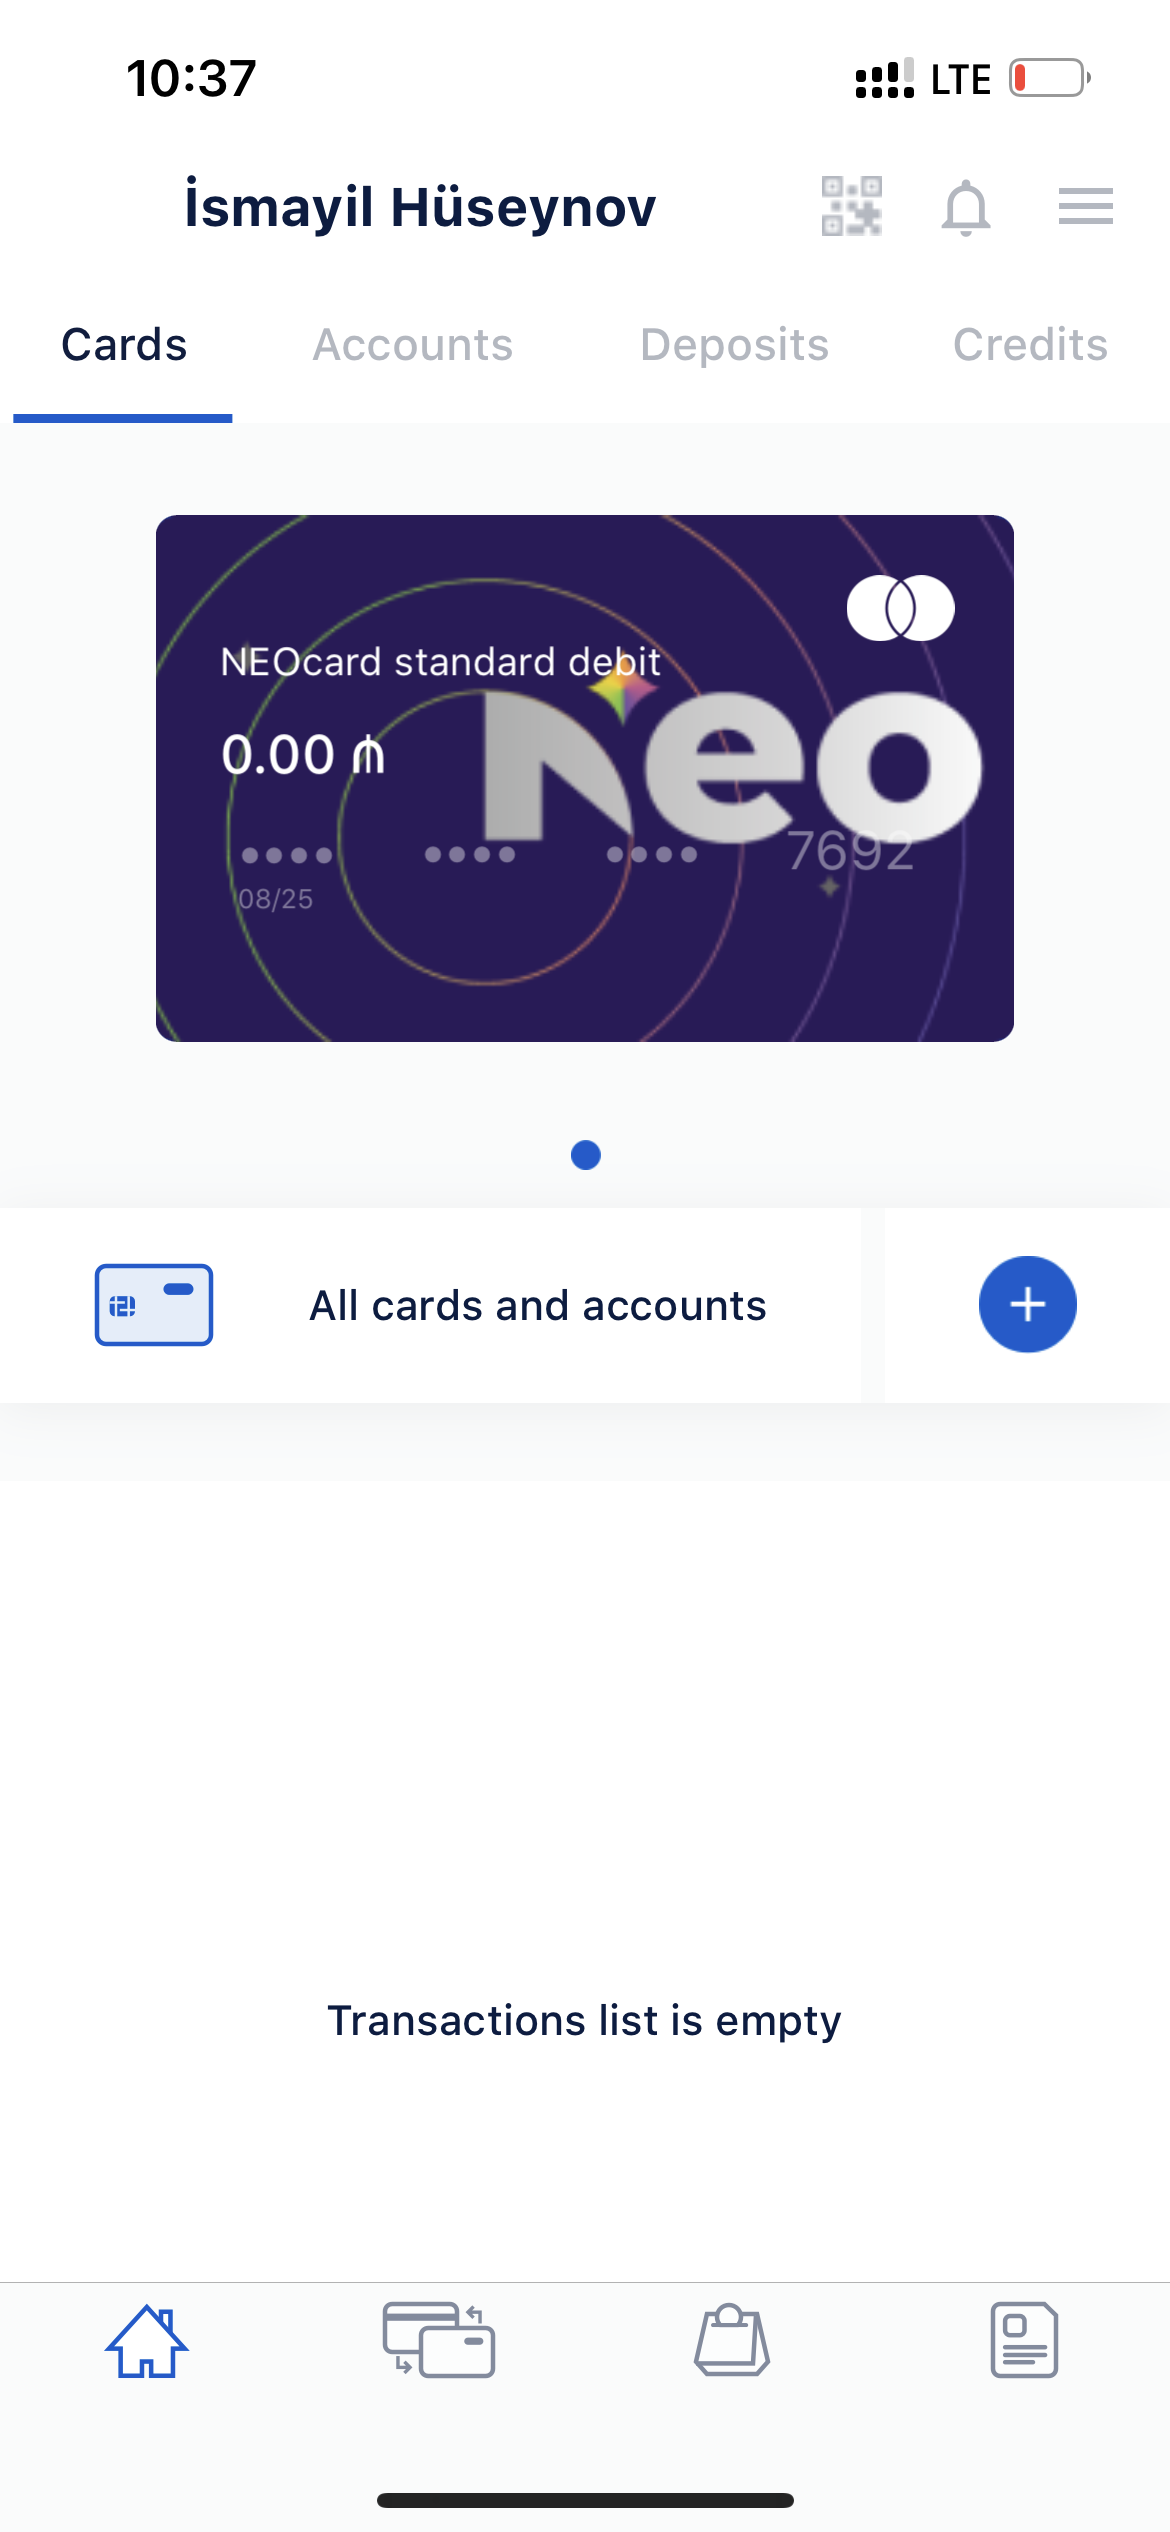 10:37
LTE
İsmayil Hüseynov
Cards
Accounts
Deposits
Credits
NEOcard standard debit
neo
0.00 ₼
•••• •••• •••• 7692
08/25
All cards and accounts
Transactions list is empty